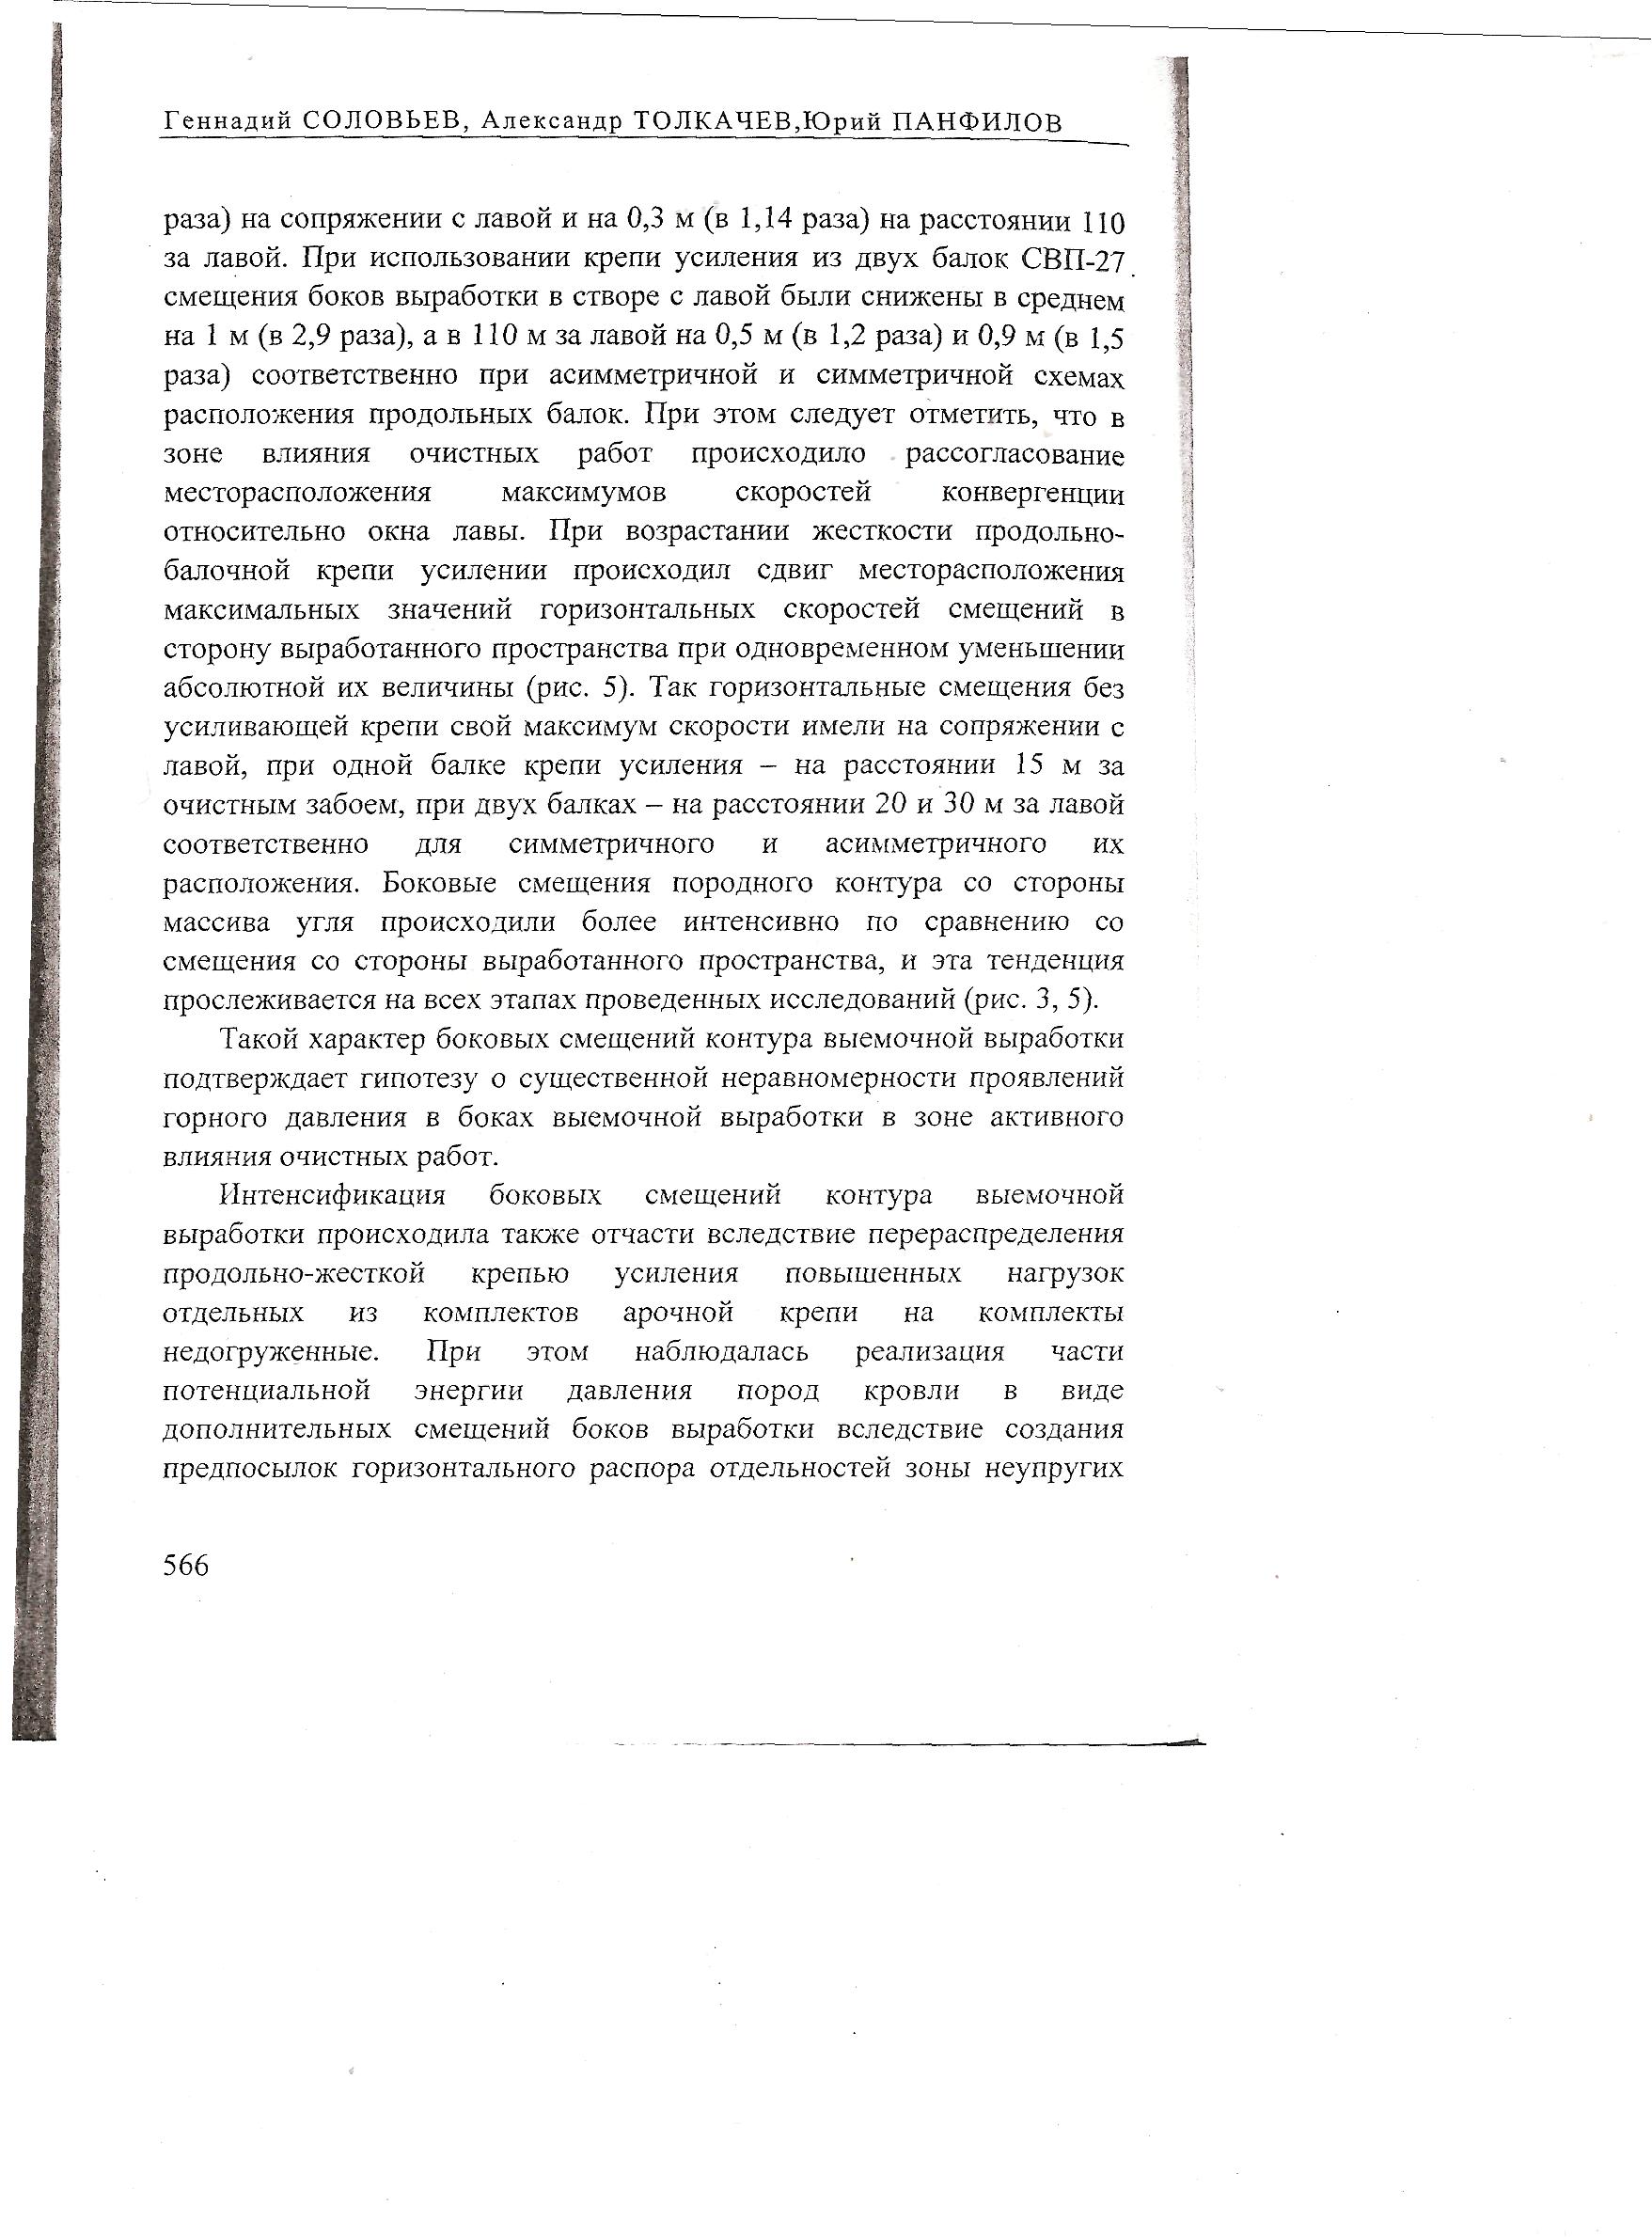 Геннадий СОЛОВЬЕВ, Александр ТОЛКАЧЕВ,Юрий ПАНФИЛОВ
раза) на сопряжении с лавой и на 0,3 м (в 1,14 раза) на расстоянии 110
за лавой. При использовании крепи усиления из двух балок СВП-27
смещения боков выработки в створе с лавой были снижены в среднем
на 1 м (в 2,9 раза), а в 110 м за лавой на 0,5 м (в 1,2 раза) и 0,9 м (в 1,5
раза) соответственно при асимметричной и симметричной схемах
расположения продольных балок. При этом следует отметить, что в
зоне влияния очистных работ происходило рассогласование
месторасположения максимумов скоростей конвергенции
относительно окна лавы. При возрастании жесткости продольно-
балочной крепи усилении происходил сдвиг месторасположения
максимальных значений горизонтальных скоростей смещений в
сторону выработанного пространства при одновременном уменьшении
абсолютной их величины (рис. 5). Так горизонтальные смещения без
усиливающей крепи свой максимум скорости имели на сопряжении с
лавой, при одной балке крепи усиления – на расстоянии 15 м за
очистным забоем, при двух балках – на расстоянии 20 и 30 м за лавой
соответственно для симметричного и асимметричного их
расположения. Боковые смещения породного контура со стороны
массива угля происходили более интенсивно по сравнению со
смещения со стороны выработанного пространства, и эта тенденция
прослеживается на всех этапах проведенных исследований (рис. 3, 5).
Такой характер боковых смещений контура выемочной выработки
подтверждает гипотезу о существенной неравномерности проявлений
горного давления в боках выемочной выработки в зоне активного
влияния очистных работ.
Интенсификация боковых смещений контура выемочной
выработки происходила также отчасти вследствие перераспределения
продольно-жесткой крепью усиления повышенных нагрузок
отдельных из комплектов арочной крепи на комплекты
недогруженные. При этом наблюдалась реализация части
потенциальной энергии давления пород кровли в виде
дополнительных смещений боков выработки вследствие создания
предпосылок горизонтального распора отдельностей зоны неупругих
566